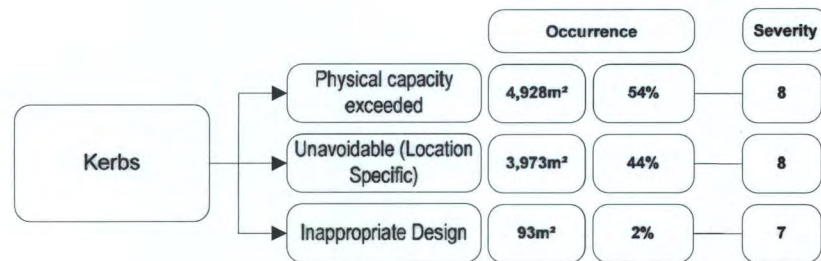 Occurrence Severity
Physical capacity
exceeded
4,928m² 54% 8
Kerbs
Unavoidable (Location
Specific)
3,973m² 44% 8
Inappropriate Design 93m² 2% 7